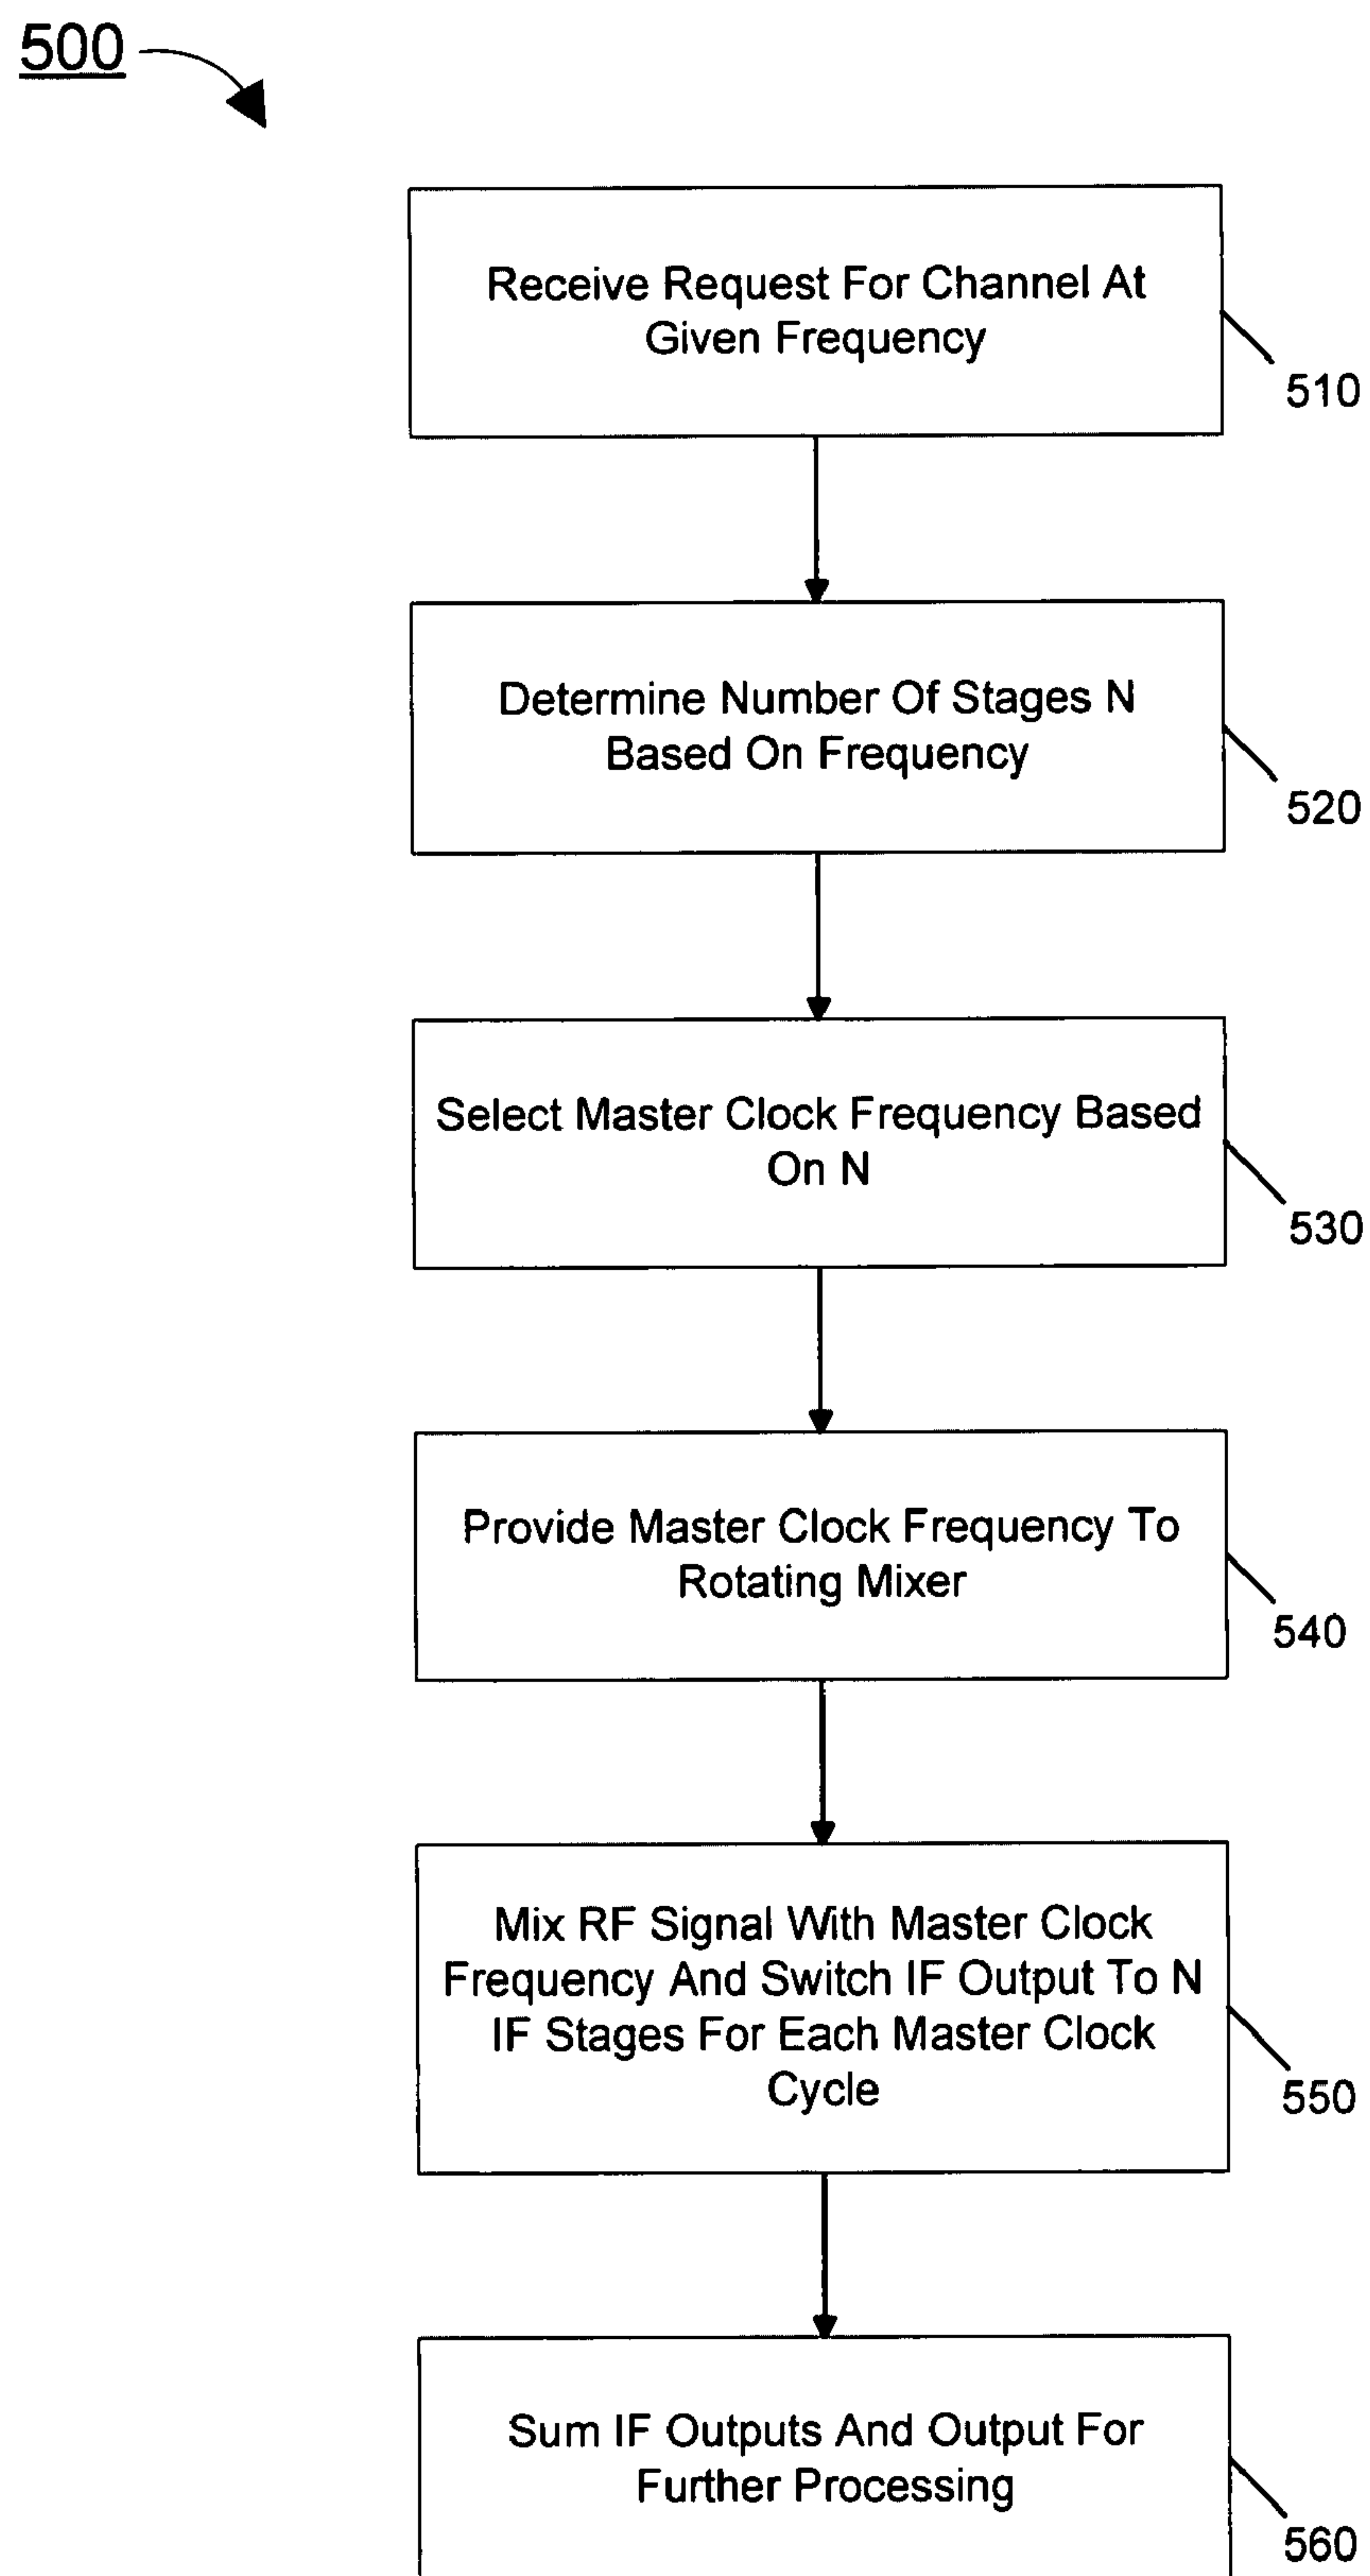 500
Receive Request For Channel At
Given Frequency
510
Determine Number Of Stages N
Based On Frequency
520
Select Master Clock Frequency Based
On N
530
Provide Master Clock Frequency To
Rotating Mixer
540
Mix RF Signal With Master Clock
Frequency And Switch IF Output To N
IF Stages For Each Master Clock
Cycle
550
Sum IF Outputs And Output For
Further Processing
560